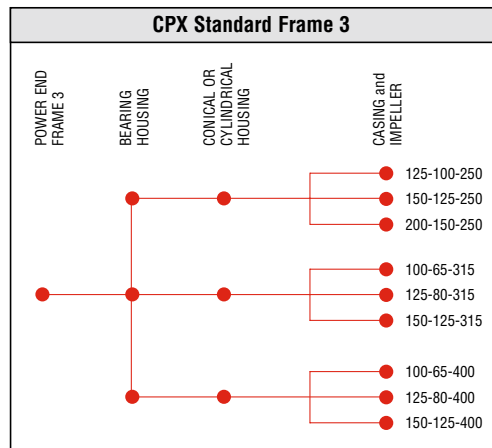 CPX Standard Frame 3
POWER END
FRAME 3
BEARING
HOUSING
CONICAL OR
CYLINDRICAL
HOUSING
CASING and
IMPELLER
125-100-250
150-125-250
200-150-250
100-65-315
125-80-315
150-125-315
100-65-400
125-80-400
150-125-400